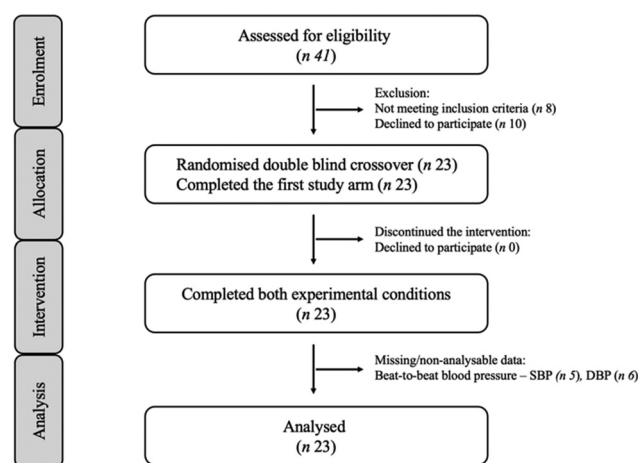 Enrolment
Assessed for eligibility
(n 41)
Exclusion:
Not meeting inclusion criteria (n 8)
Declined to participate (n 10)
Allocation
Randomised double blind crossover (n 23)
Completed the first study arm (n 23)
Discontinued the intervention:
Declined to participate (n 0)
Intervention
Completed both experimental conditions
(n 23)
Missing/non-analysable data:
Beat-to-beat blood pressure – SBP (n 5), DBP (n 6)
Analysis
Analysed
(n 23)